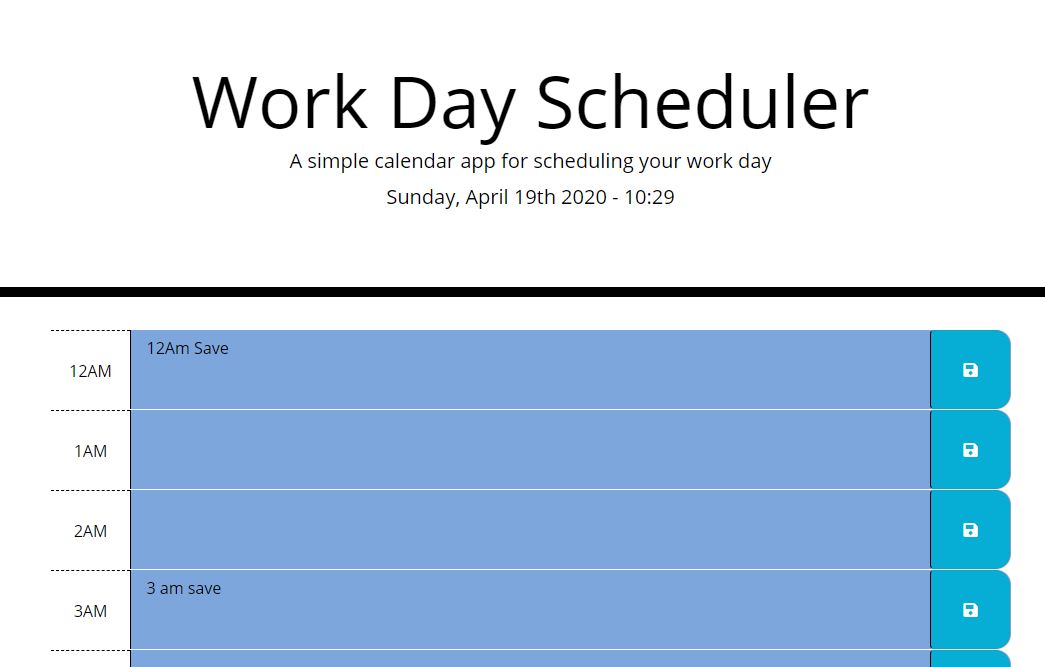 Work Day Scheduler
A simple calendar app for scheduling your work day
Sunday, April 19th 2020 - 10:29
12AM
12Am Save
1AM
2AM
3AM
3 am save